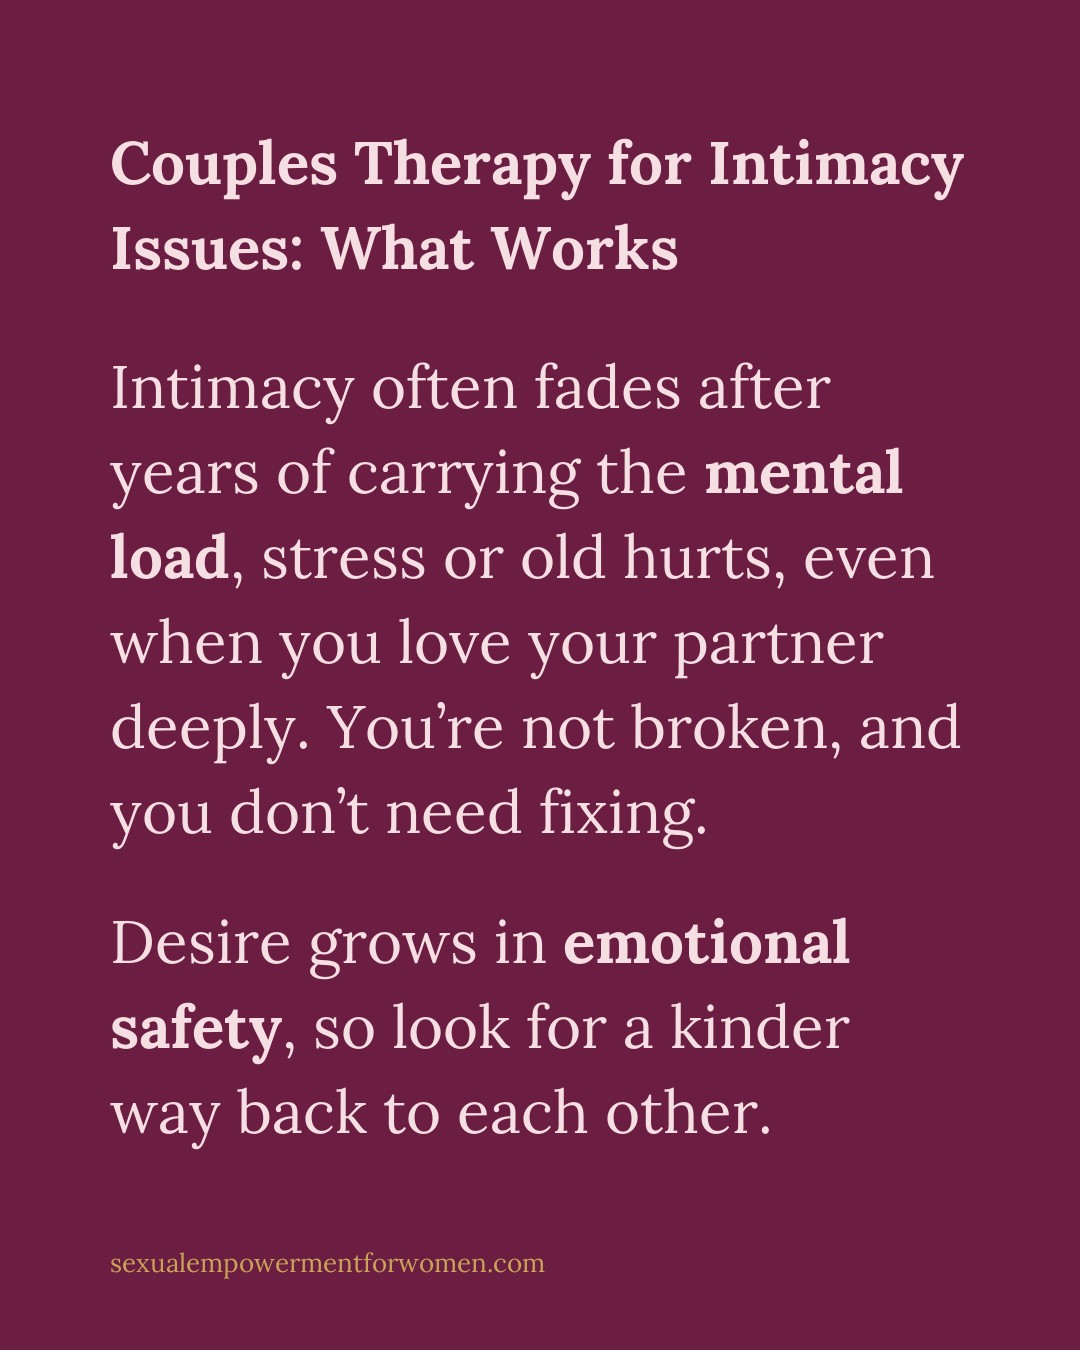 Couples Therapy for Intimacy
Issues: What Works
Intimacy often fades after
years of carrying the mental
load, stress or old hurts, even
when you love your partner
deeply. You’re not broken, and
you don’t need fixing.
Desire grows in emotional
safety, so look for a kinder
way back to each other.
sexualempowermentforwomen.com